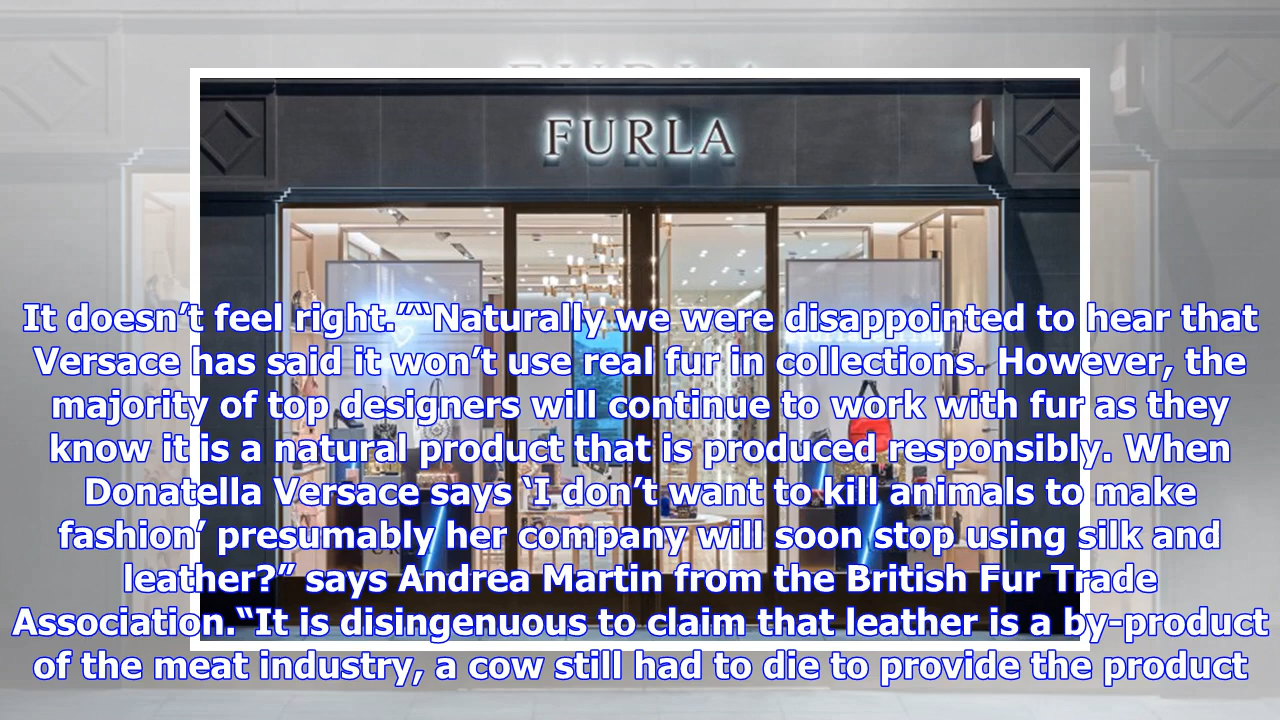 FURLA
It doesn’t feel right.”“Naturally we were disappointed to hear that
Versace has said it won’t use real fur in collections. However, the
majority of top designers will continue to work with fur as they
know it is a natural product that is produced responsibly. When
Donatella Versace says ‘I don’t want to kill animals to make
fashion’ presumably her company will soon stop using silk and
leather?” says Andrea Martin from the British Fur Trade
Association.“It is disingenuous to claim that leather is a by-product
of the meat industry, a cow still had to die to provide the product